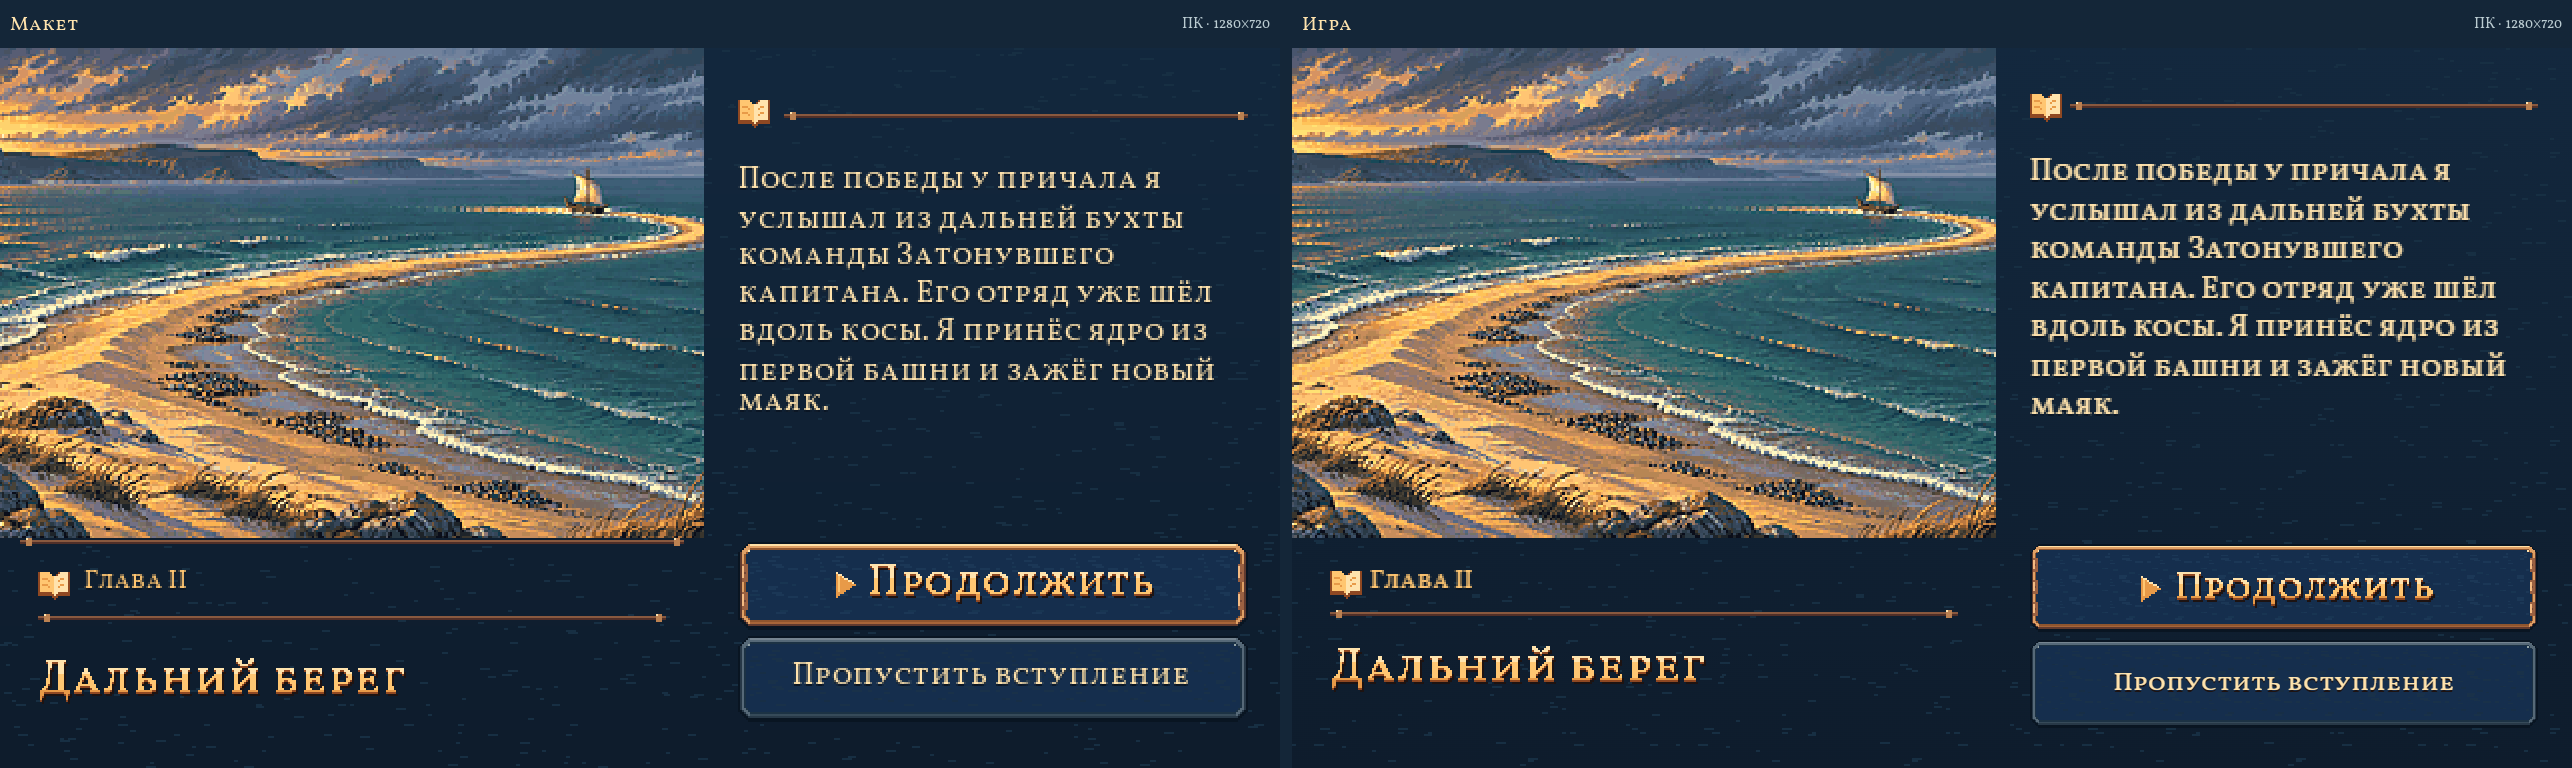 Макет
ПК · 1280×720
После победы у причала я
услышал из дальней бухты
команды Затонувшего
капитана. Его отряд уже шёл
вдоль косы. Я принёс ядро из
первой башни и зажёг новый
маяк.
Глава II
Дальний берег
Продолжить
Пропустить вступление
Игра
ПК · 1280×720
После победы у причала я
услышал из дальней бухты
команды Затонувшего
капитана. Его отряд уже шёл
вдоль косы. Я принёс ядро из
первой башни и зажёг новый
маяк.
Глава II
Дальний берег
Продолжить
Пропустить вступление